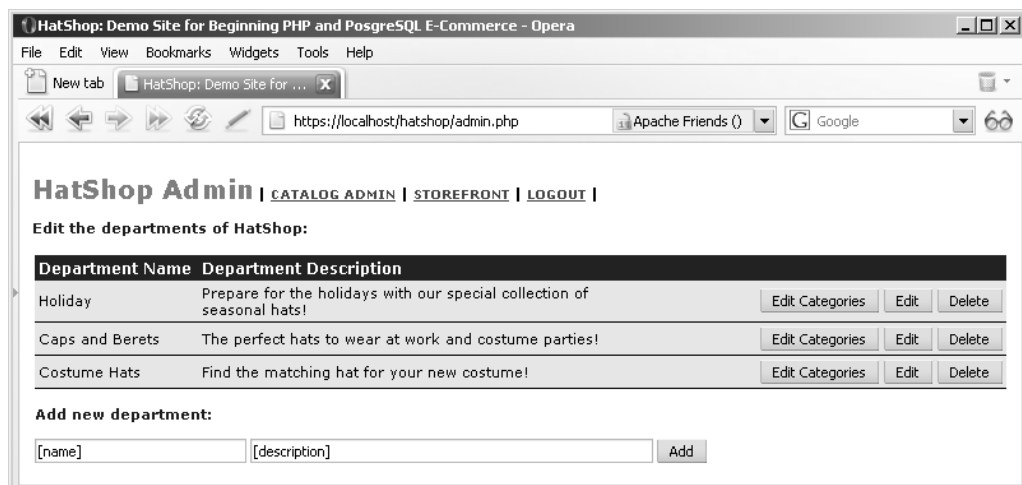 HatShop: Demo Site for Beginning PHP and PosgreSQL E-Commerce - Opera
File Edit View Bookmarks Widgets Tools Help
New tab HatShop: Demo Site for ...
https://localhost/hatshop/admin.php Apache Friends () G Google
HatShop Admin | CATALOG ADMIN | STOREFRONT | LOGOUT |
Edit the departments of HatShop:
Department Name Department Description
Holiday Prepare for the holidays with our special collection of
seasonal hats! Edit Categories Edit Delete
Caps and Berets The perfect hats to wear at work and costume parties! Edit Categories Edit Delete
Costume Hats Find the matching hat for your new costume! Edit Categories Edit Delete
Add new department:
[name] [description] Add